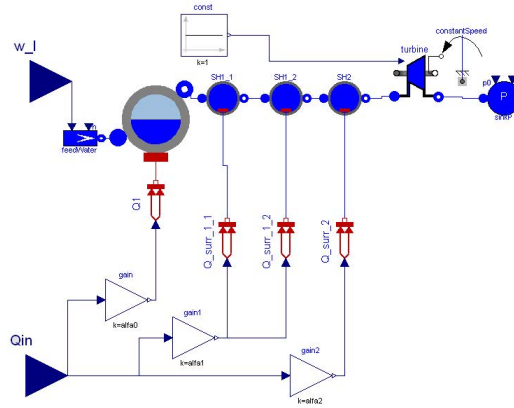 const
w_I
k=1
constantSpeed
turbine
SH1_1
SH1_2
SH2
p0
P
sinkP
feedWater
Q1
Q_surr_1_1
Q_surr_1_2
Q_surr_2
gain
k=alfa0
Qin
gain1
k=alfa1
gain2
k=alfa2